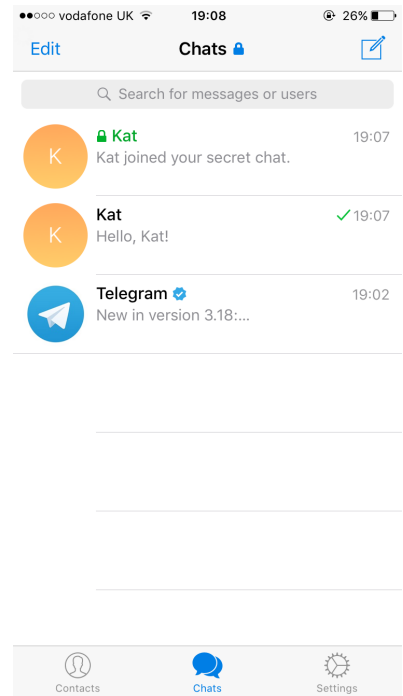 vodafone UK 19:08 26%
Edit Chats
Search for messages or users
K
Kat 19:07
Kat joined your secret chat.
K
Kat 19:07
Hello, Kat!
Telegram 19:02
New in version 3.18:...
Contacts Chats Settings